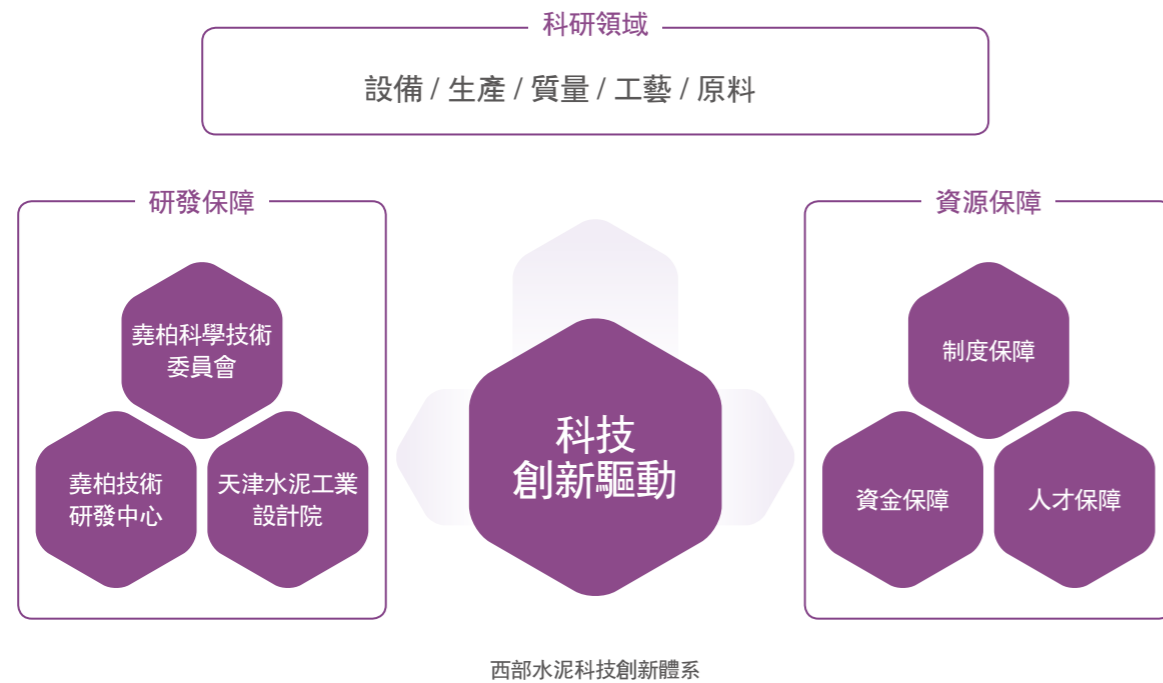 科研領域
設備 / 生產 / 質量 / 工藝 / 原料
研發保障
堯柏科學技術
委員會
堯柏技術
研發中心
天津水泥工業
設計院
科技
創新驅動
資源保障
制度保障
資金保障
人才保障
西部水泥科技創新體系